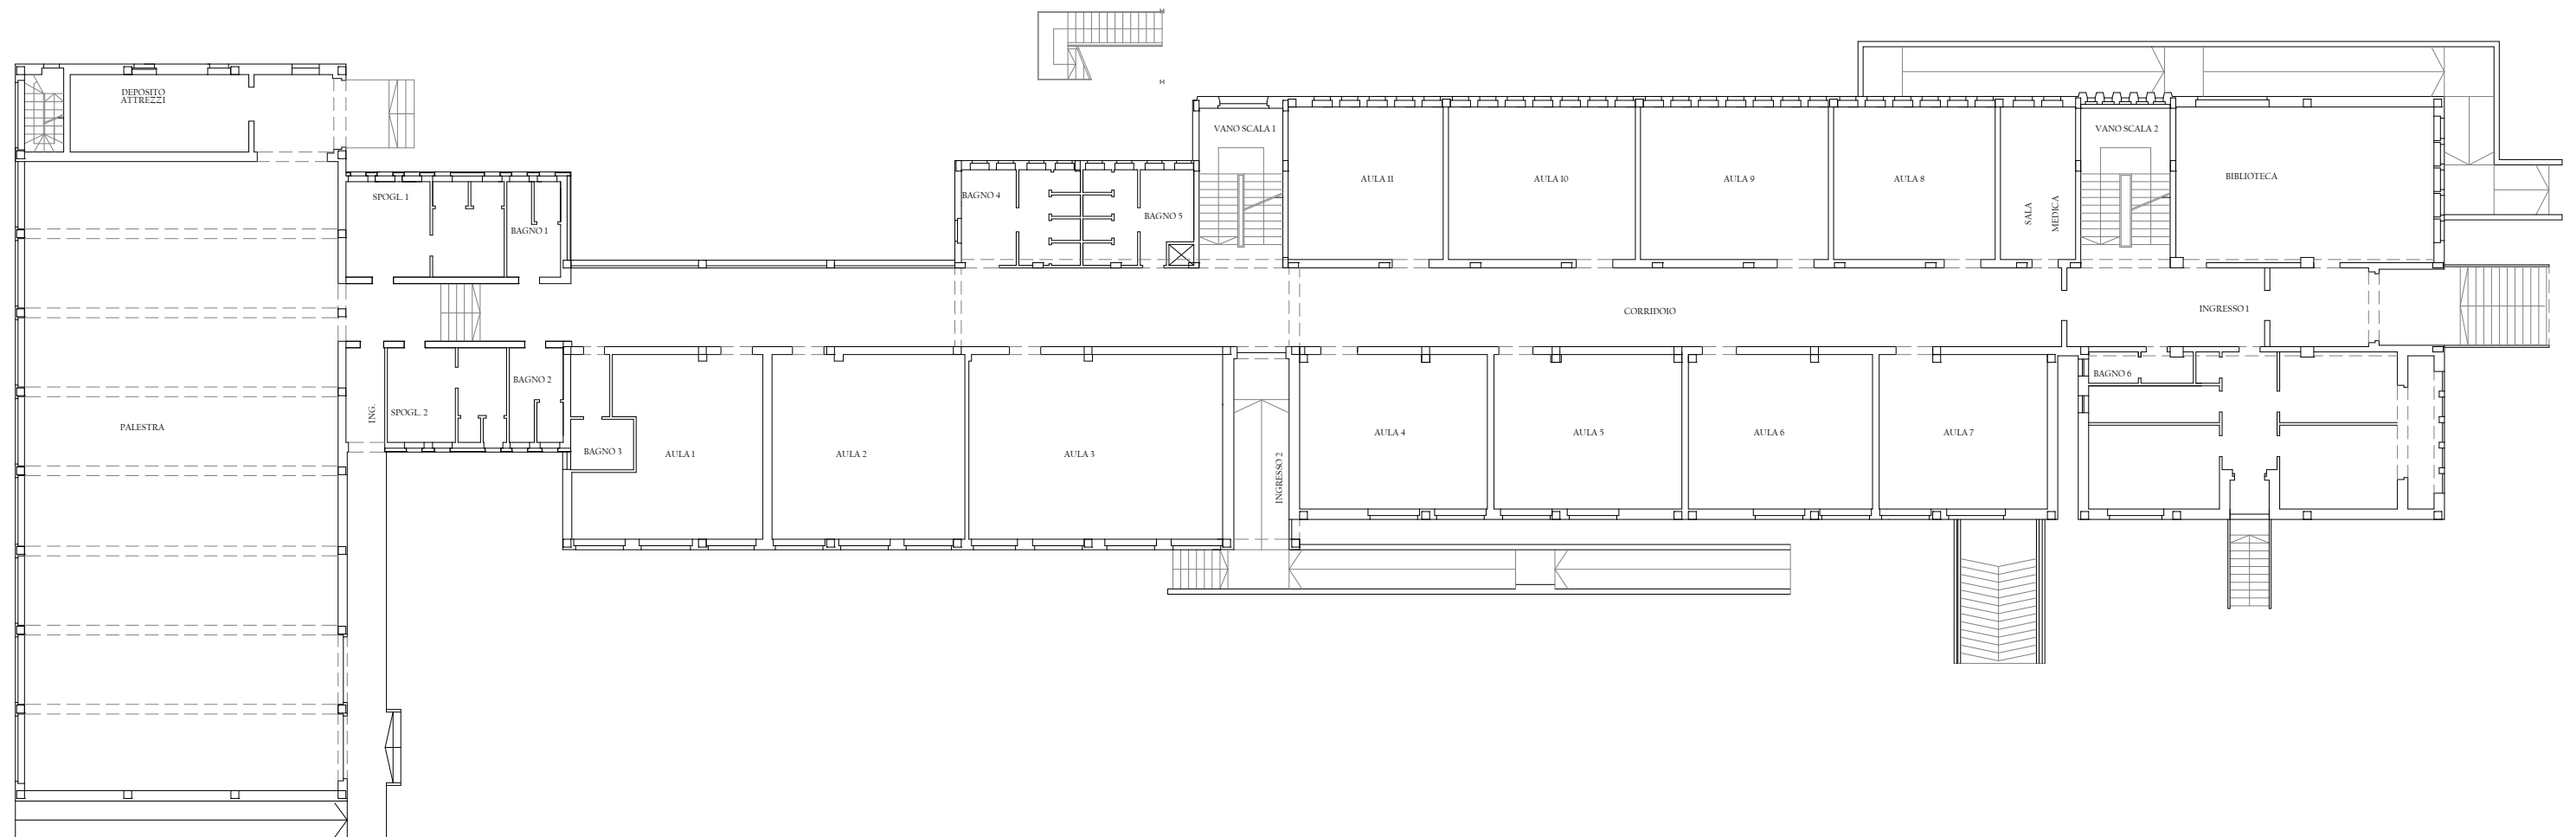 H
H
DEPOSITO
ATTREZZI
VANO SCALA 1
VANO SCALA 2
AULA 11
AULA 10
AULA 9
AULA 8
BIBLIOTECA
SPOGL. 1
BAGNO 4
BAGNO 5
SALA
MEDICA
BAGNO 1
CORRIDOIO
INGRESSO 1
BAGNO 2
BAGNO 6
ING.
SPOGL. 2
PALESTRA
BAGNO 3
AULA 1
AULA 2
AULA 3
INGRESSO 2
AULA 4
AULA 5
AULA 6
AULA 7